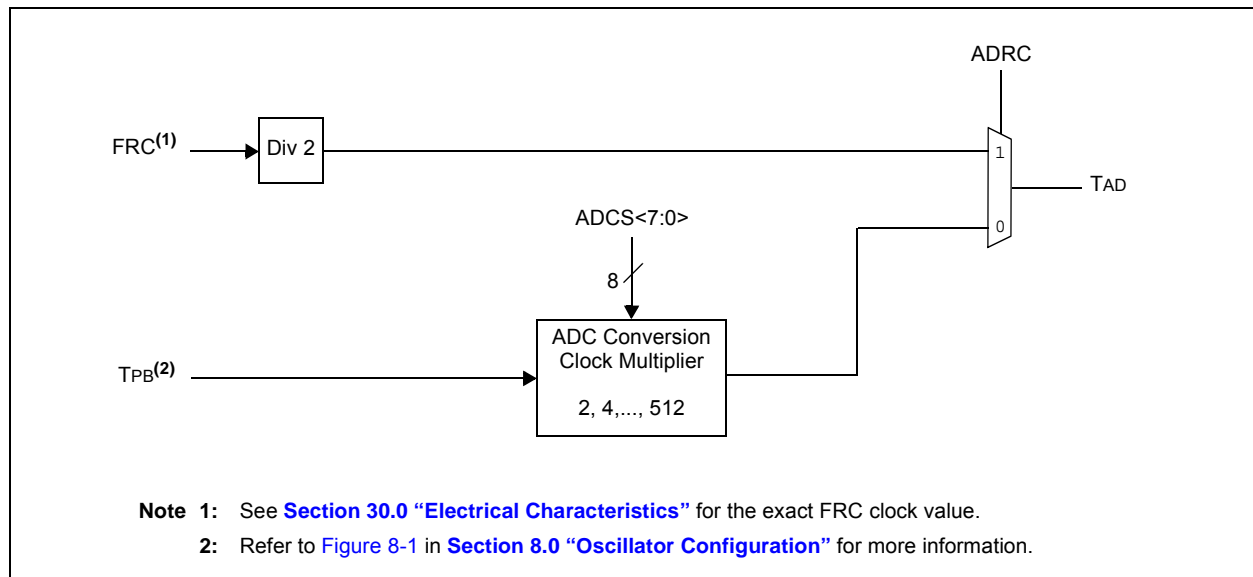 ADRC
FRC(1)
Div 2
1
TAD
ADCS<7:0>
0
8
ADC Conversion
Clock Multiplier
TPB(2)
2, 4,..., 512
Note 1: See Section 30.0 “Electrical Characteristics” for the exact FRC clock value.
2: Refer to Figure 8-1 in Section 8.0 “Oscillator Configuration” for more information.